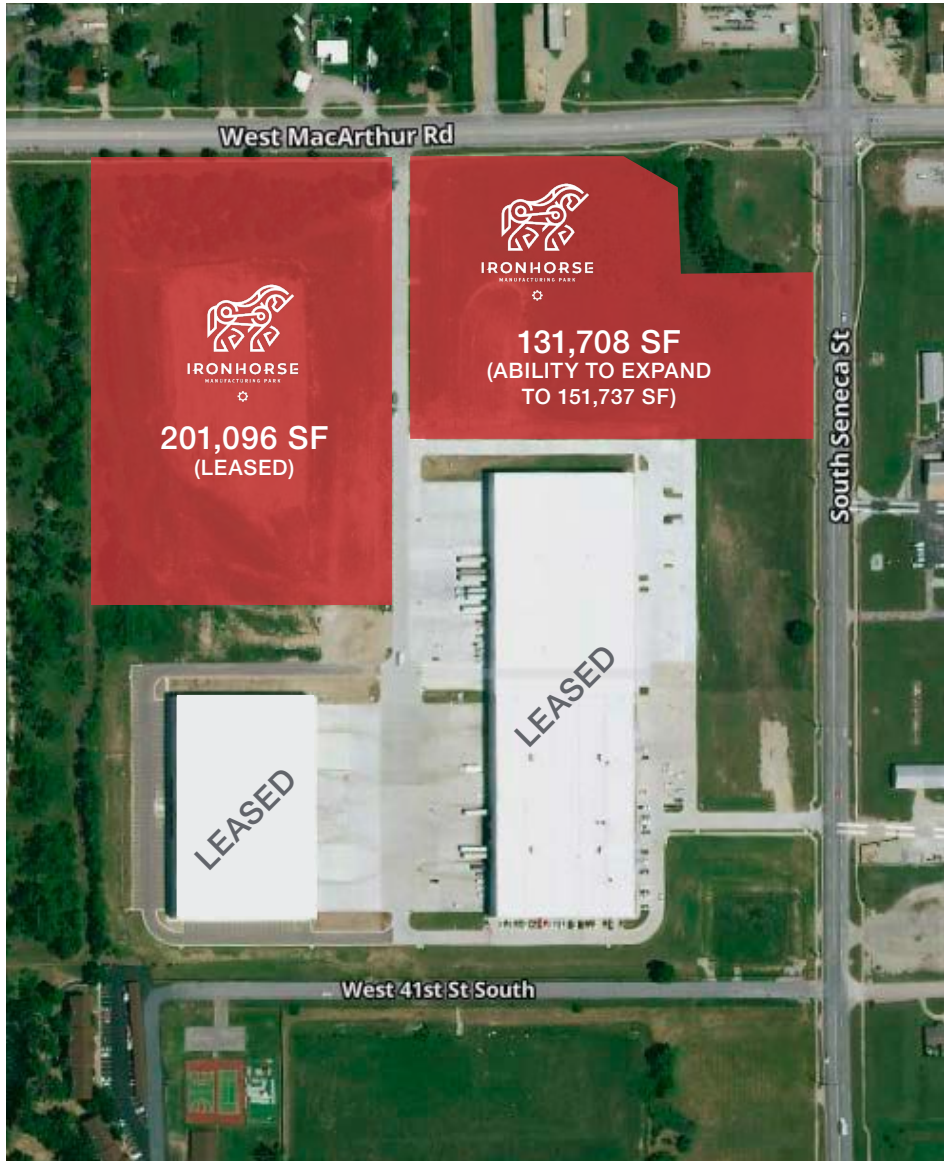 West MacArthur Rd
IRONHORSE
MANUFACTURING PARK
131,708 SF
(ABILITY TO EXPAND
TO 151,737 SF)
IRONHORSE
MANUFACTURING PARK
201,096 SF
(LEASED)
South Seneca St
LEASED
LEASED
West 41st St South